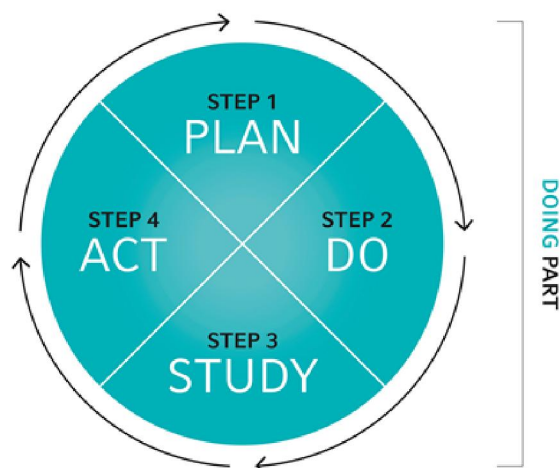 STEP 1
PLAN
STEP 2
DO
STEP 3
STUDY
STEP 4
ACT
DOING PART